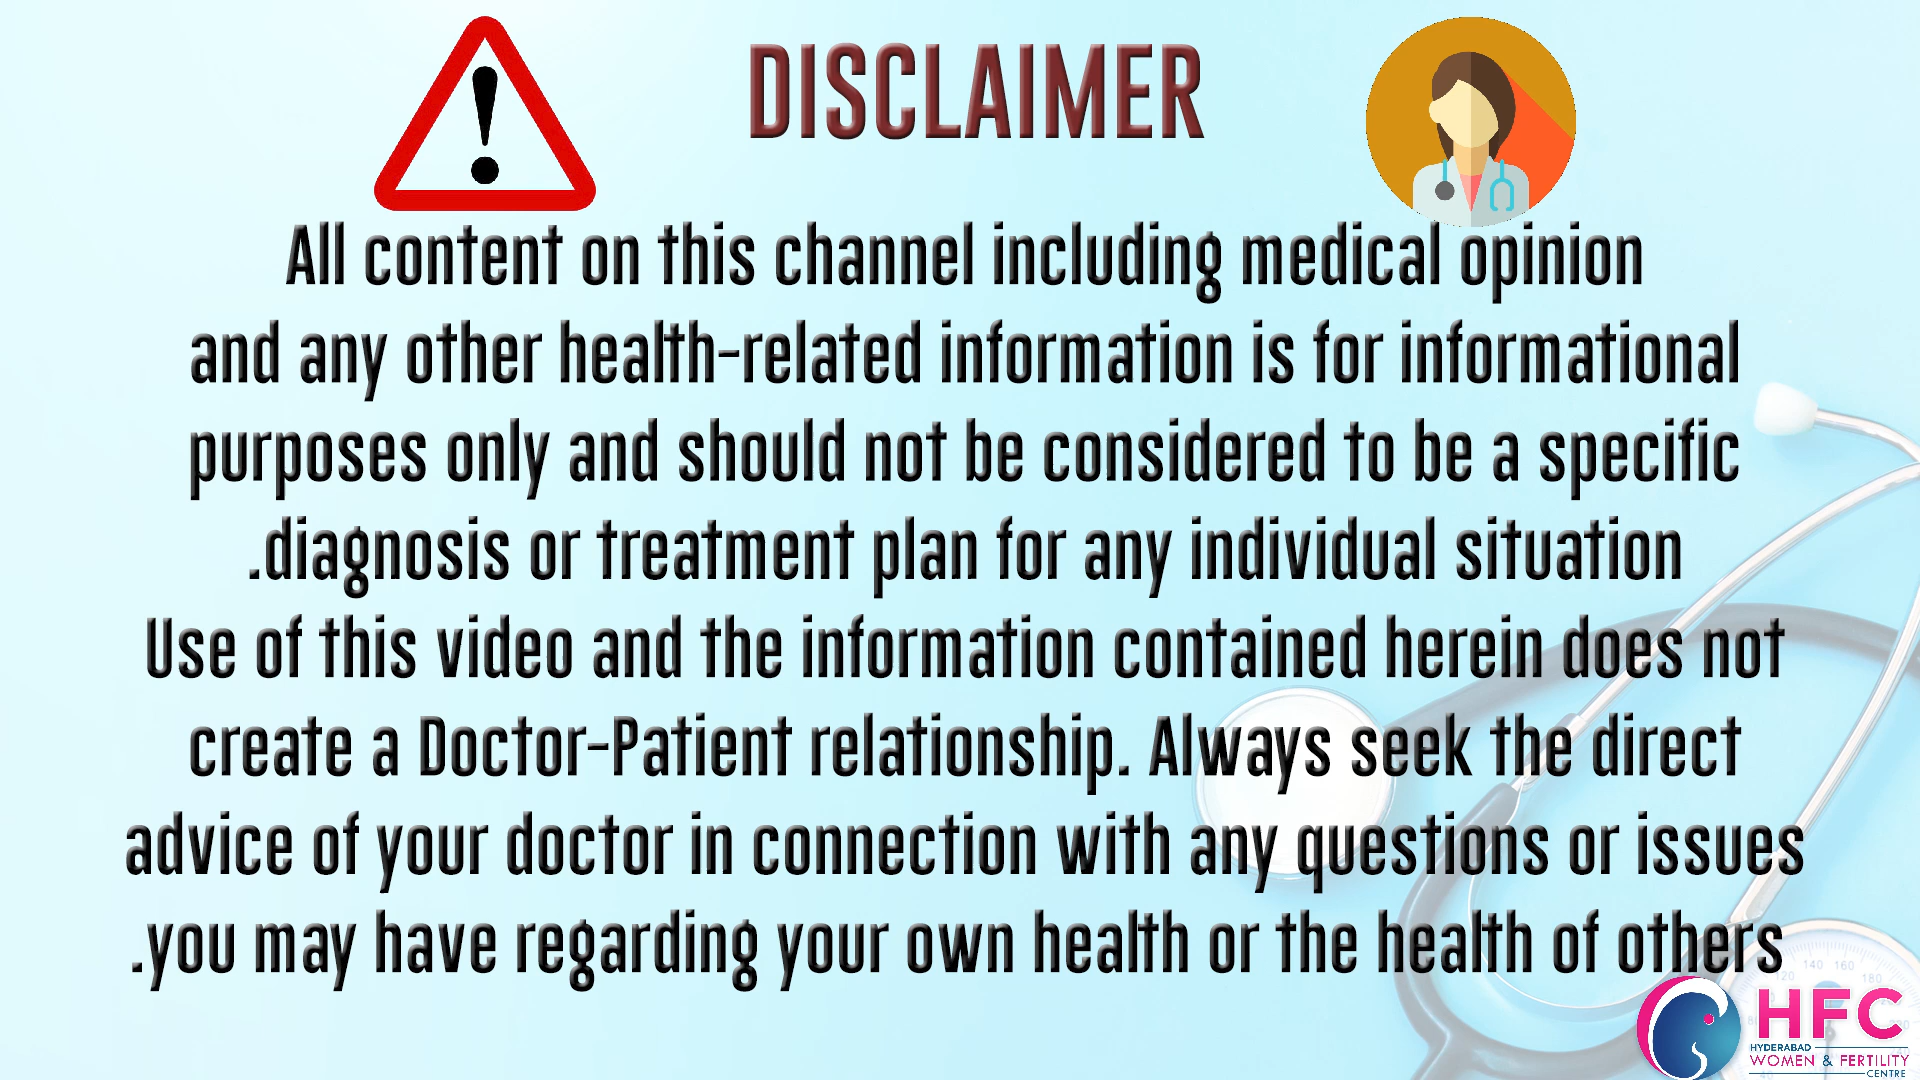 DISCLAIMER
All content on this channel including medical opinion
and any other health-related information is for informational
purposes only and should not be considered to be a specific
.diagnosis or treatment plan for any individual situation
Use of this video and the information contained herein does not
create a Doctor-Patient relationship. Always seek the direct
advice of your doctor in connection with any questions or issues
.you may have regarding your own health or the health of others
140 160
120
180
HFC
HYDERABAD
WOMEN & FERTILITY
CENTRE